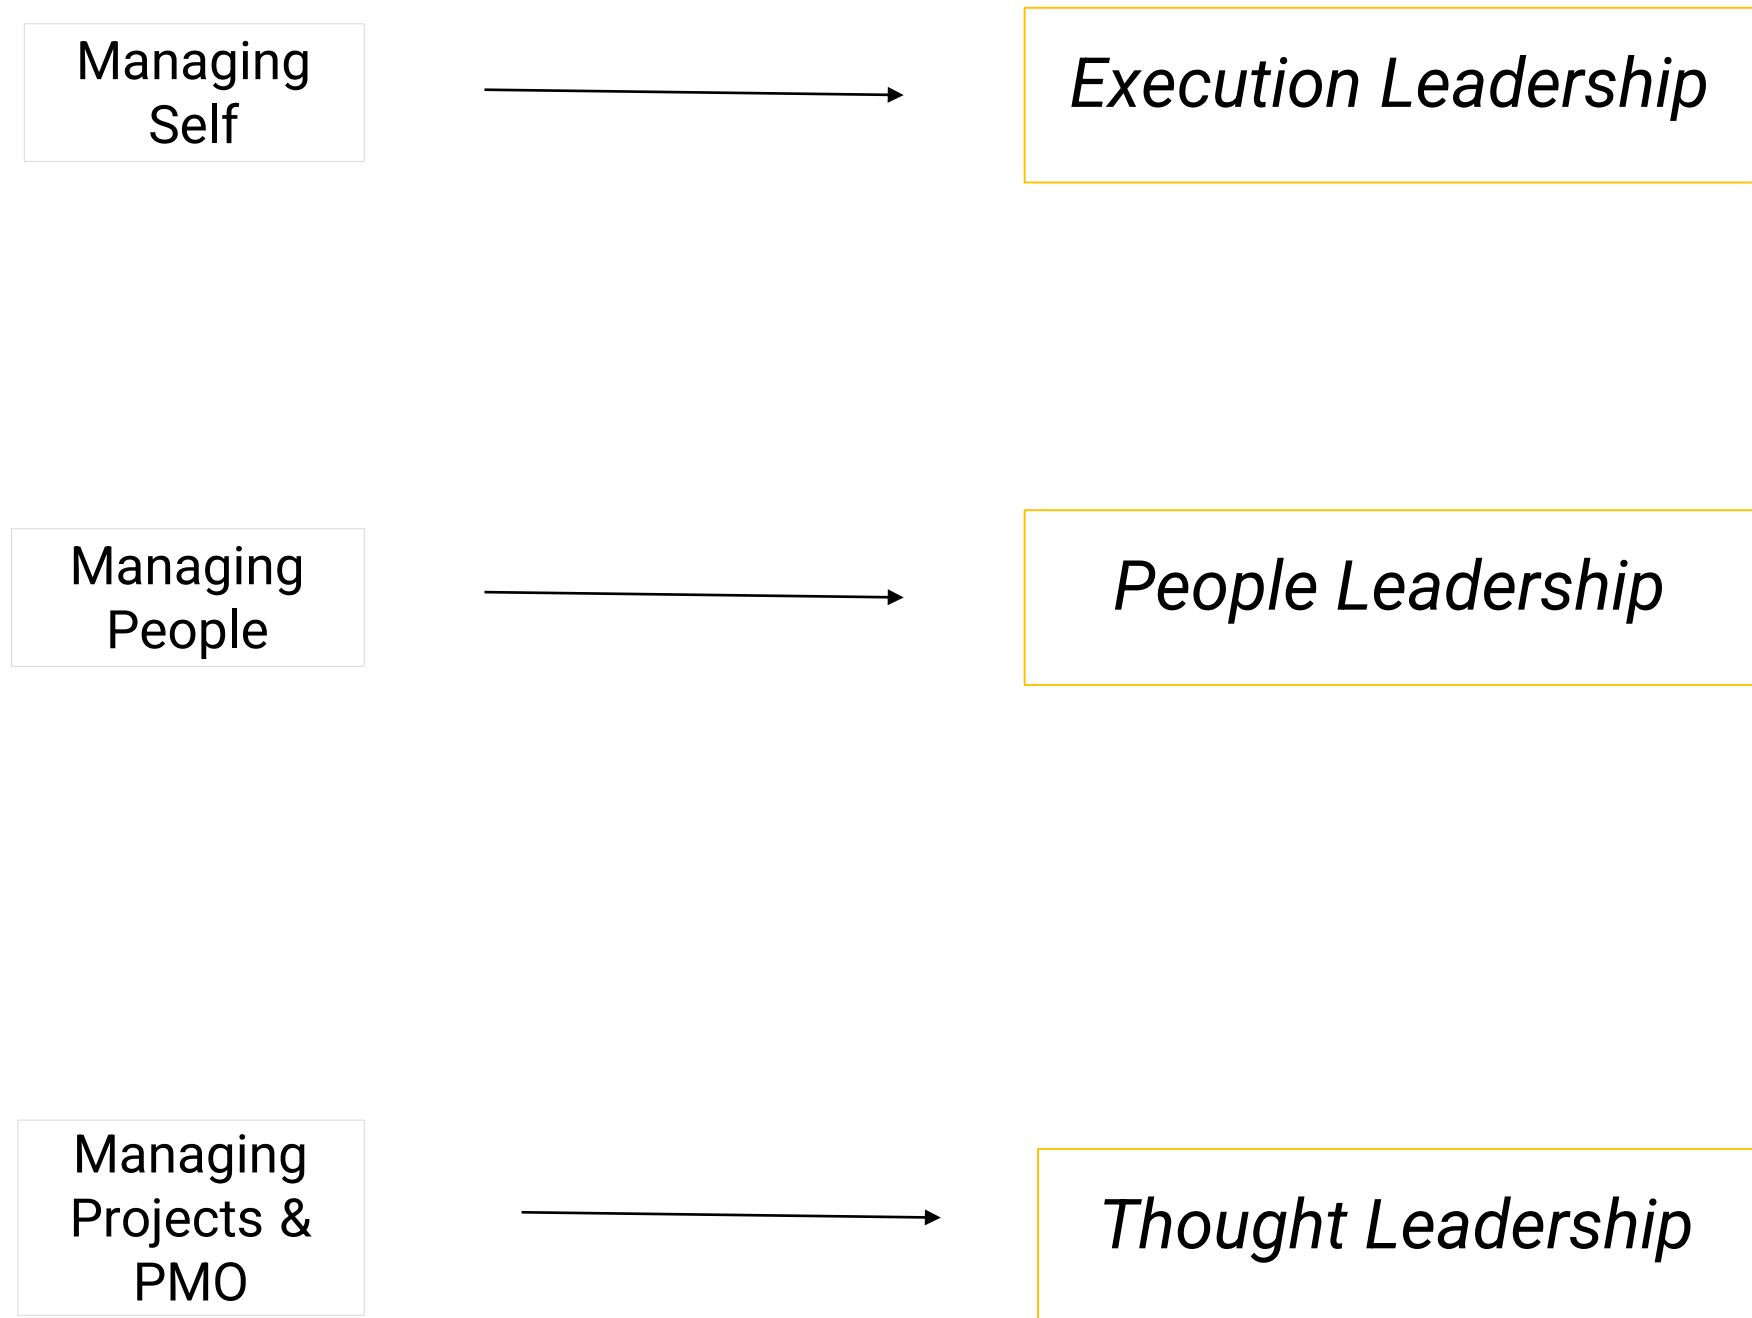 Managing
Self
Execution Leadership
Managing
People
People Leadership
Managing
Projects &
PMO
Thought Leadership